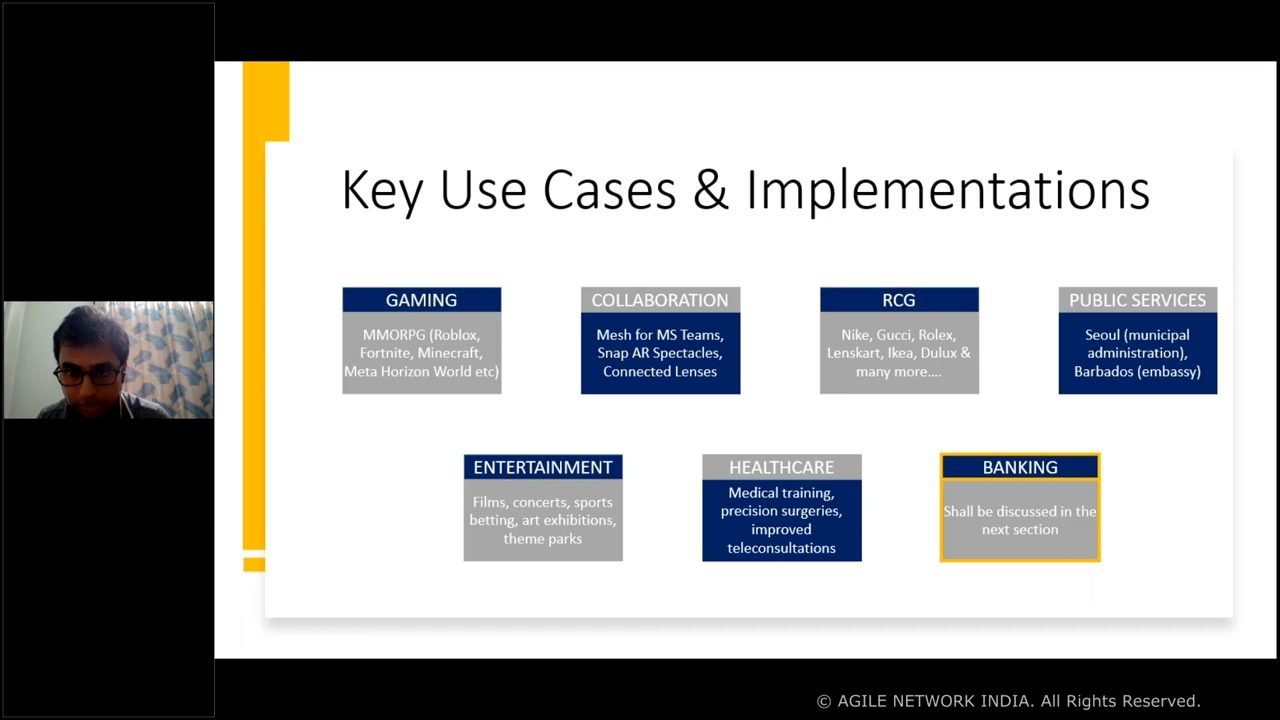 Key Use Cases & Implementations
GAMING
MMORPG (Roblox,
Fortnite, Minecraft,
Meta Horizon World etc)
COLLABORATION
Mesh for MS Teams,
Snap AR Spectacles,
Connected Lenses
RCG
Nike, Gucci, Rolex,
Lenskart, Ikea, Dulux &
many more....
PUBLIC SERVICES
Seoul (municipal
administration),
Barbados (embassy)
ENTERTAINMENT
Films, concerts, sports
betting, art exhibitions,
theme parks
HEALTHCARE
Medical training,
precision surgeries,
improved
teleconsultations
BANKING
Shall be discussed in the
next section
© AGILE NETWORK INDIA. All Rights Reserved.